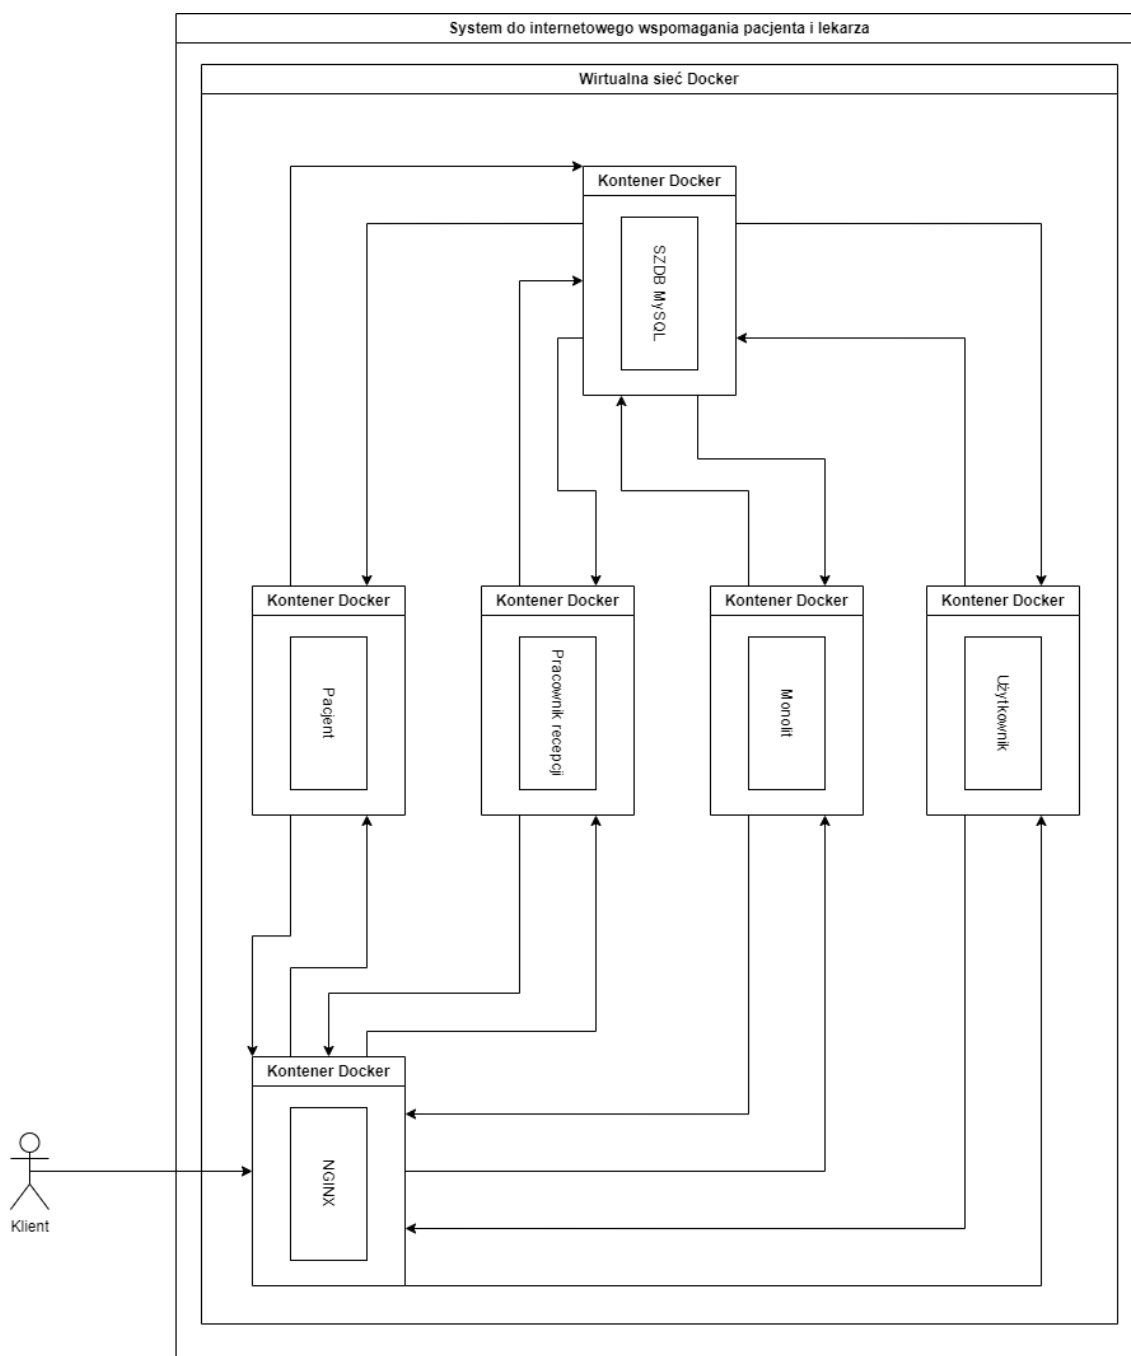 System do internetowego wspomagania pacjenta i lekarza
Wirtualna sieć Docker
Kontener Docker
SZDB MySQL
Kontener Docker
Pacjent
Kontener Docker
Pracownik recepcji
Kontener Docker
Monolit
Kontener Docker
Użytkownik
Kontener Docker
NGINX
Klient